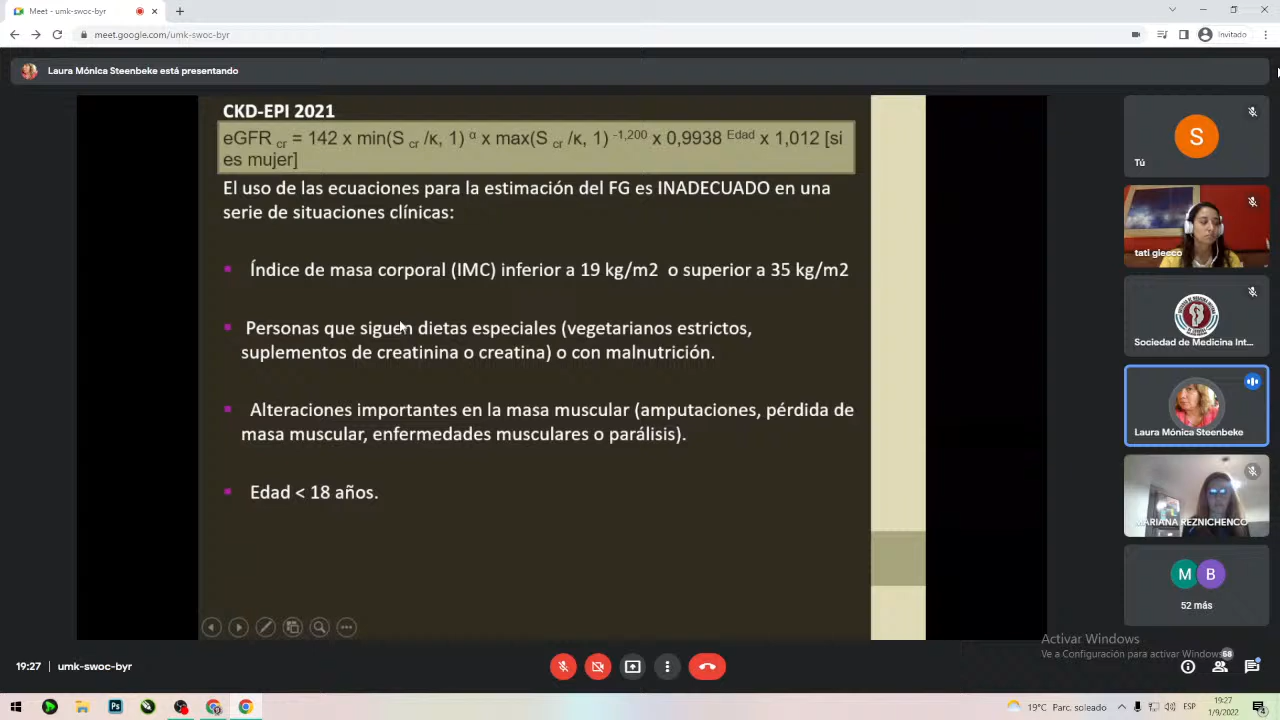 Meet - umk-swoc-byr
meet.google.com/umk-swoc-byr
Invitado
Laura Mónica Steenbeke está presentando
CKD-EPI 2021
eGFR cr = 142 x min(S cr /κ, 1) α x max(S cr /κ, 1) -1,200 x 0,9938 Edad x 1,012 [si
es mujer]
El uso de las ecuaciones para la estimación del FG es INADECUADO en una
serie de situaciones clínicas:
Índice de masa corporal (IMC) inferior a 19 kg/m2 o superior a 35 kg/m2
Personas que siguen dietas especiales (vegetarianos estrictos,
suplementos de creatinina o creatina) o con malnutrición.
Alteraciones importantes en la masa muscular (amputaciones, pérdida de
masa muscular, enfermedades musculares o parálisis).
Edad < 18 años.
S
Tú
tati giecco
Sociedad de Medicina Int...
Laura Mónica Steenbeke
MARIANA REZNICHENCO
M B
52 más
Activar Windows
Ve a Configuración para activar Windows.
68
19:27 umk-swoc-byr
Ps
19°C Parc. soleado
ESP
19:27
1/9/2022
4